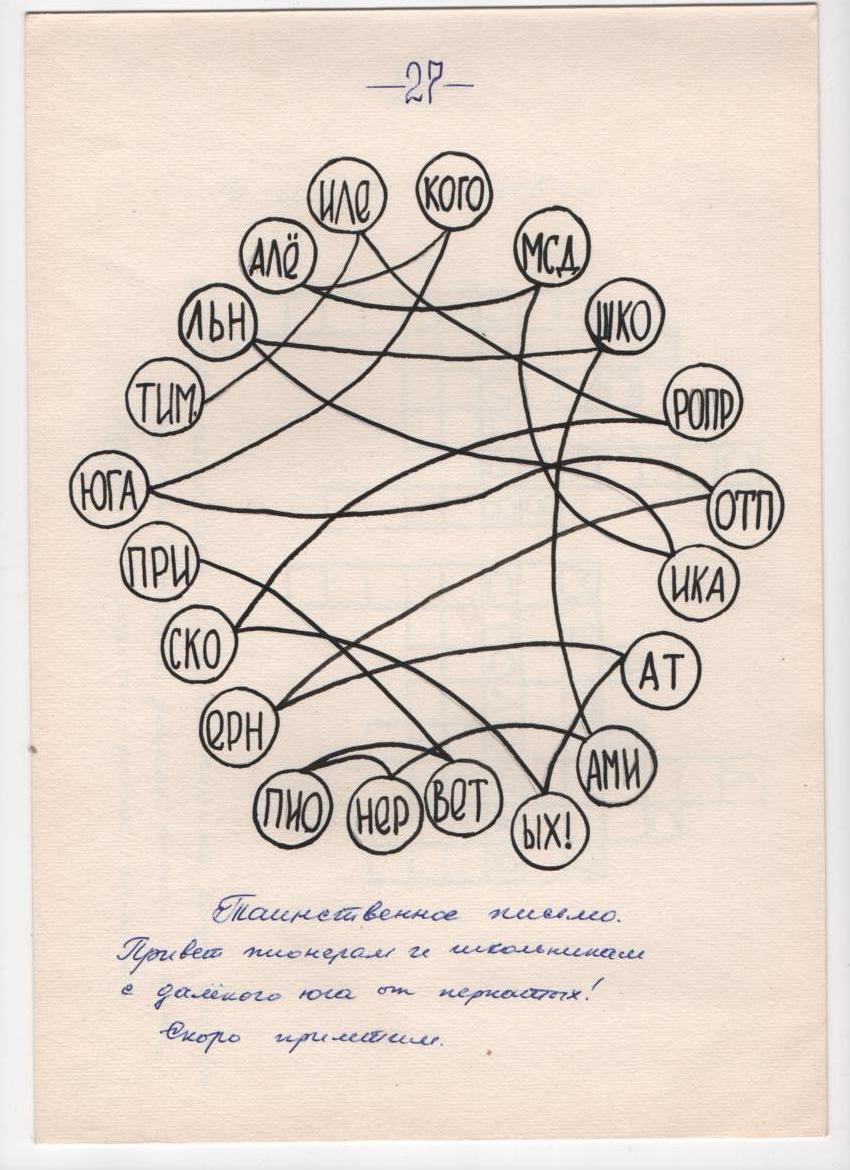 —27—
иле
кого
алё
мсд
льн
шко
тим.
ропр
юга
отп
при
ика
ско
ат
ерн
ами
пио
нер
вет
ых!
Таинственное письмо.
Привет пионерам и школьникам
с далёкого юга от пернатых!
Скоро прилетим.